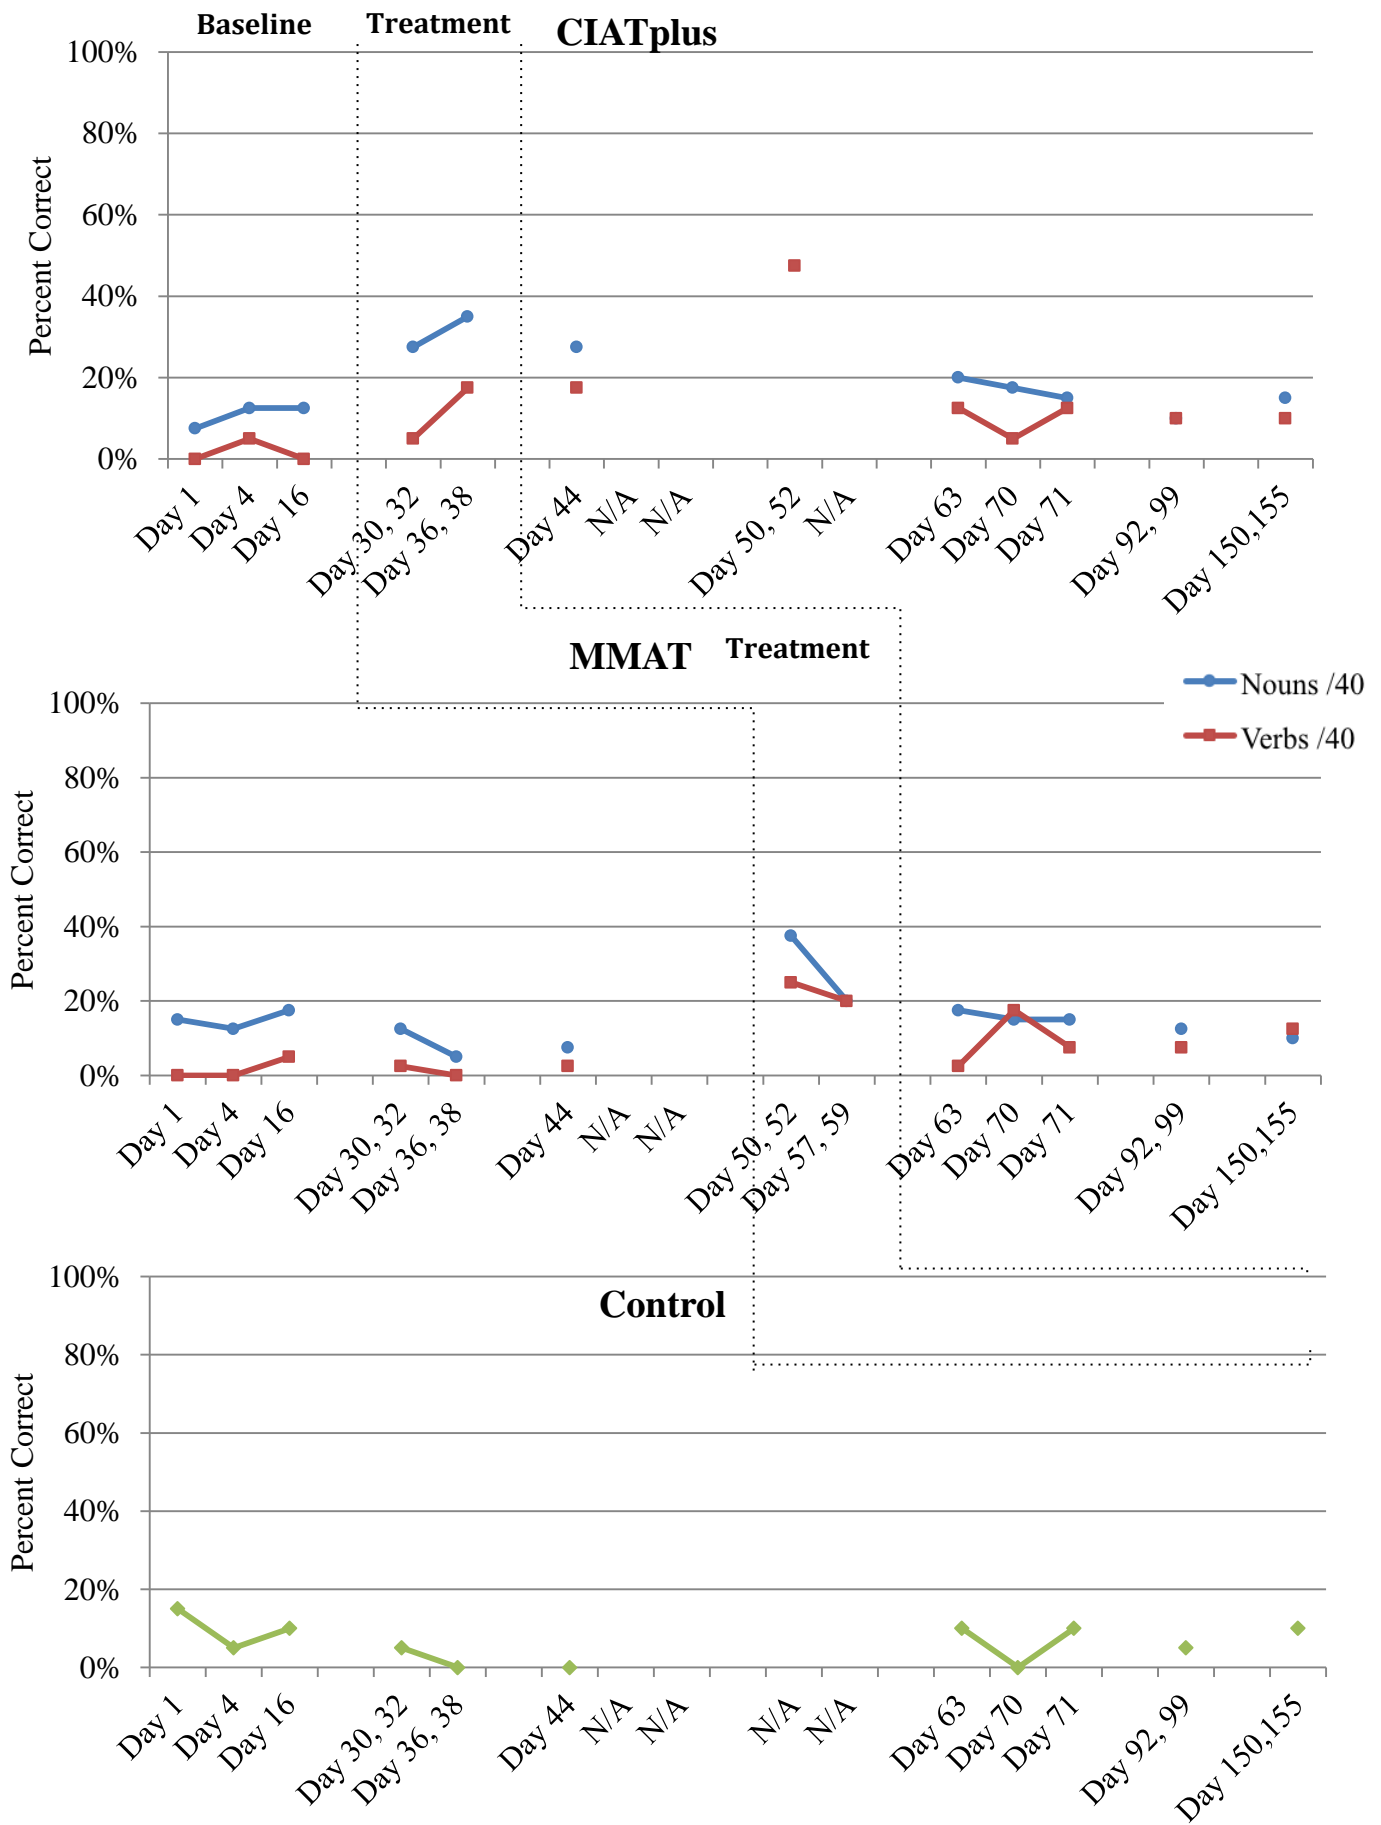 Baseline
Treatment
CIATplus
Percent Correct
100%
80%
60%
40%
20%
0%
Day 1
Day 4
Day 16
Day 30, 32
Day 36, 38
Day 44
N/A
N/A
Day 50, 52
N/A
Day 63
Day 70
Day 71
Day 92, 99
Day 150,155
MMAT
Treatment
Nouns /40
Verbs /40
Percent Correct
100%
80%
60%
40%
20%
0%
Day 1
Day 4
Day 16
Day 30, 32
Day 36, 38
Day 44
N/A
N/A
Day 50, 52
Day 57, 59
Day 63
Day 70
Day 71
Day 92, 99
Day 150,155
Control
Percent Correct
100%
80%
60%
40%
20%
0%
Day 1
Day 4
Day 16
Day 30, 32
Day 36, 38
Day 44
N/A
N/A
N/A
N/A
Day 63
Day 70
Day 71
Day 92, 99
Day 150,155